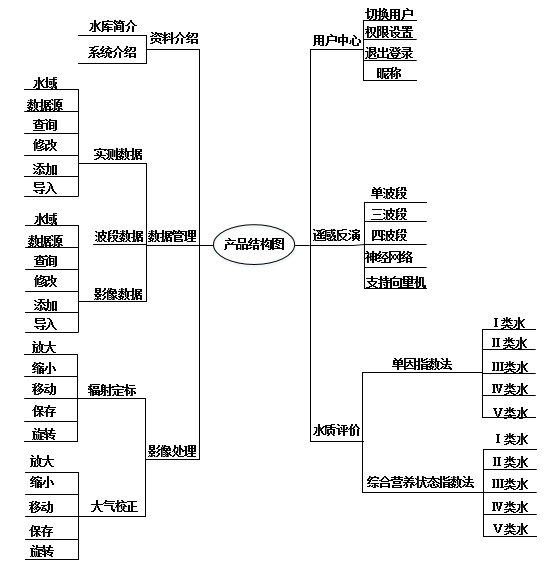 产品结构图
资料介绍
水库简介
系统介绍
数据管理
实测数据
水域
数据源
查询
修改
添加
导入
波段数据
影像数据
水域
数据源
查询
修改
添加
导入
影像处理
辐射定标
放大
缩小
移动
保存
旋转
大气校正
放大
缩小
移动
保存
旋转
用户中心
切换用户
权限设置
退出登录
昵称
遥感反演
单波段
三波段
四波段
神经网络
支持向量机
水质评价
单因指数法
Ⅰ类水
Ⅱ类水
Ⅲ类水
Ⅳ类水
Ⅴ类水
综合营养状态指数法
Ⅰ类水
Ⅱ类水
Ⅲ类水
Ⅳ类水
Ⅴ类水